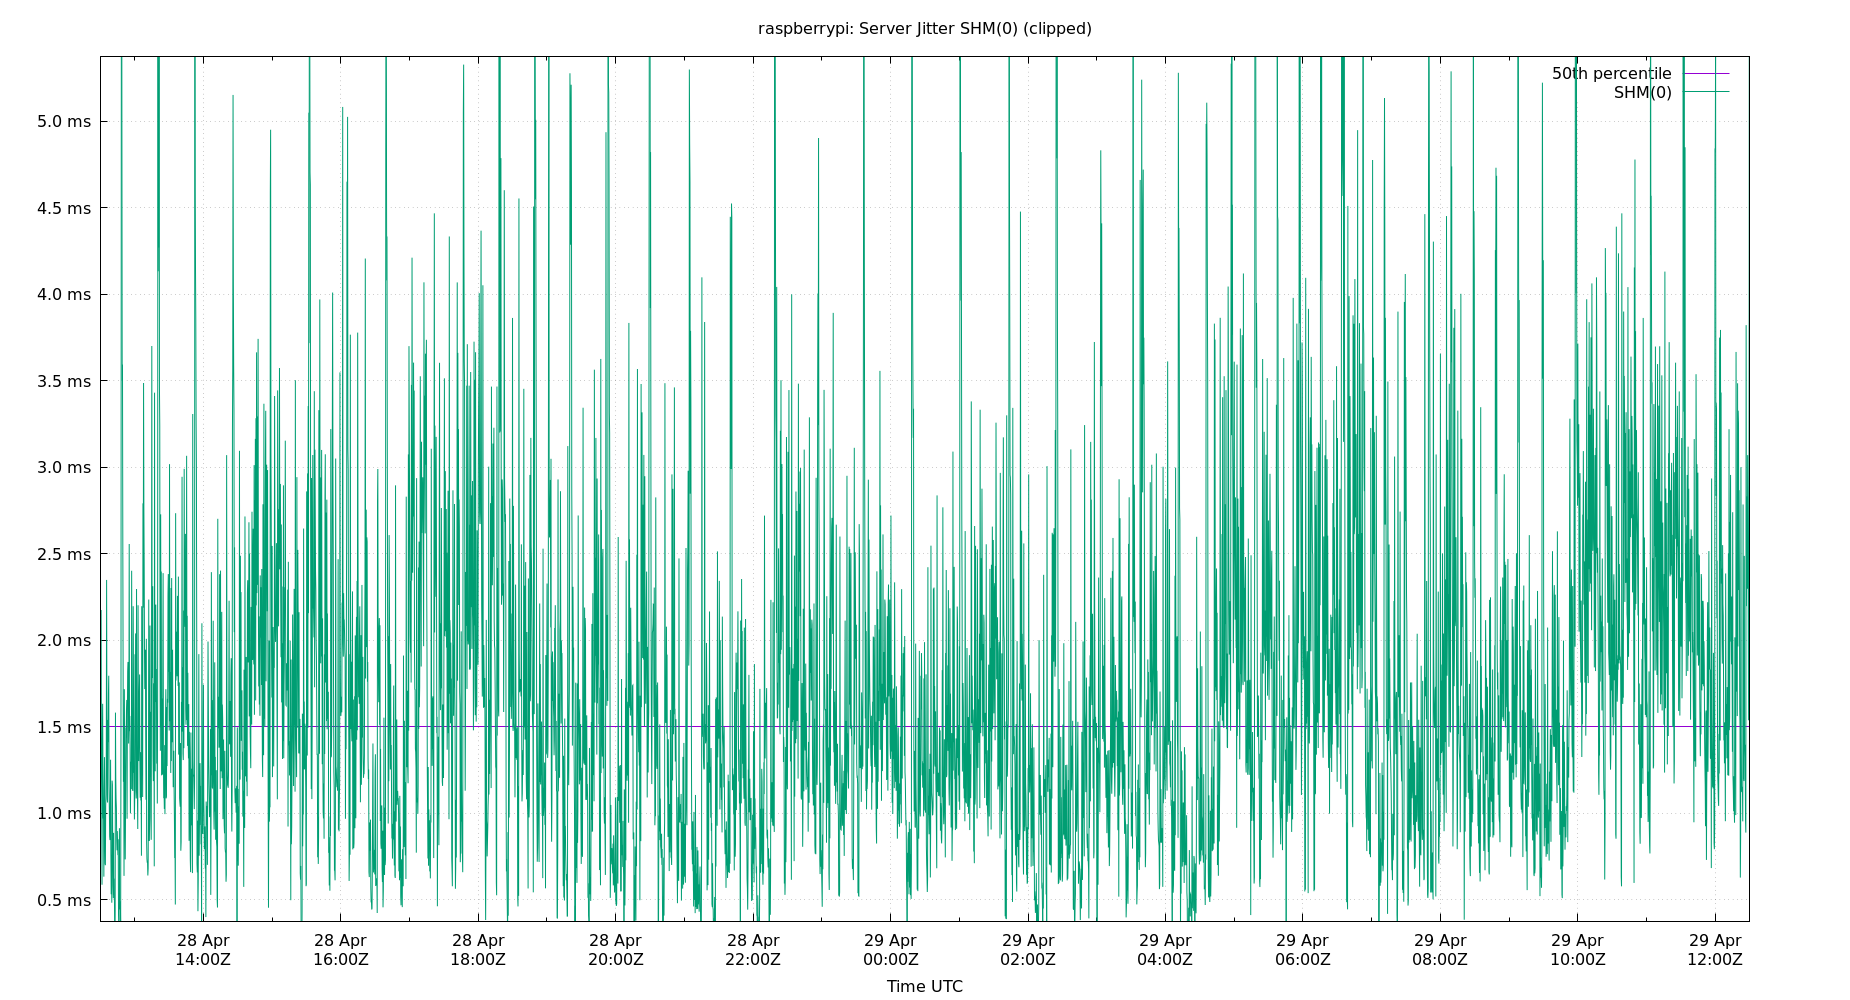 raspberrypi: Server Jitter SHM(0) (clipped)
50th percentile
SHM(0)
5.0 ms
4.5 ms
4.0 ms
3.5 ms
3.0 ms
2.5 ms
2.0 ms
1.5 ms
1.0 ms
0.5 ms
28 Apr 28 Apr 28 Apr 28 Apr 28 Apr 29 Apr 29 Apr 29 Apr 29 Apr 29 Apr 29 Apr 29 Apr
14:00Z 16:00Z 18:00Z 20:00Z 22:00Z 00:00Z 02:00Z 04:00Z 06:00Z 08:00Z 10:00Z 12:00Z
Time UTC